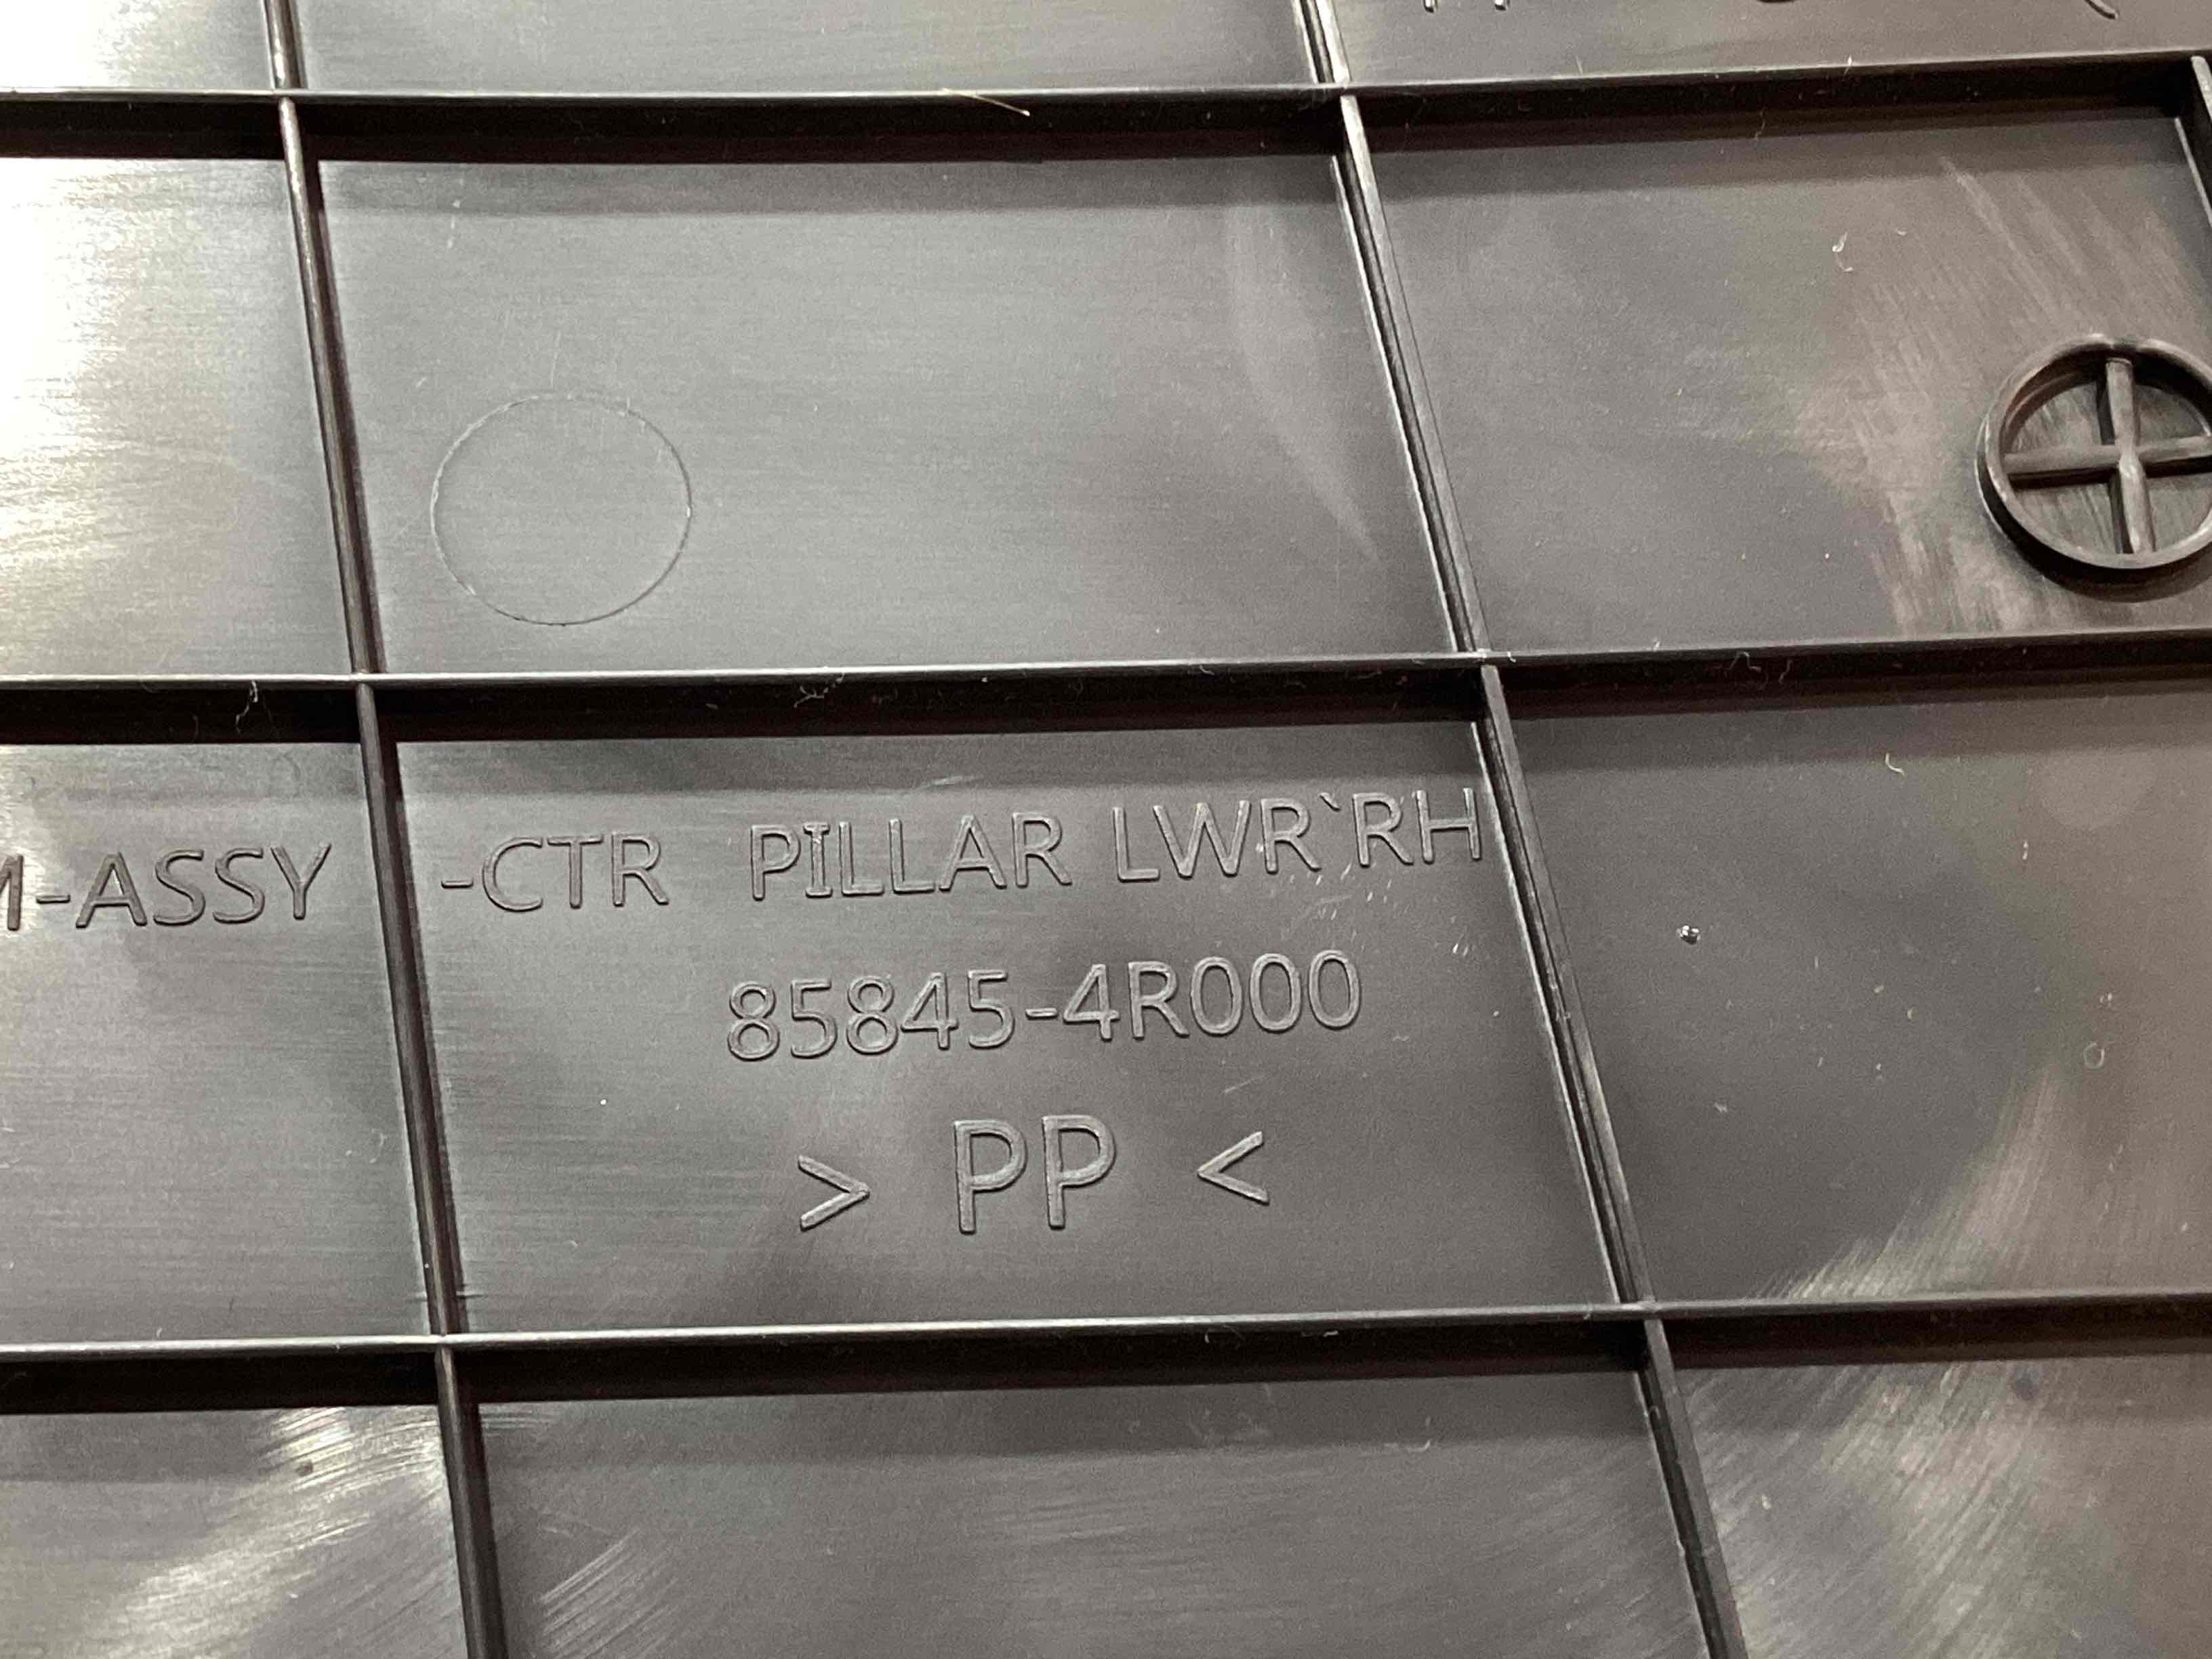 -ASSY -CTR PILLAR LWR`RH
85845-4R000
> PP <